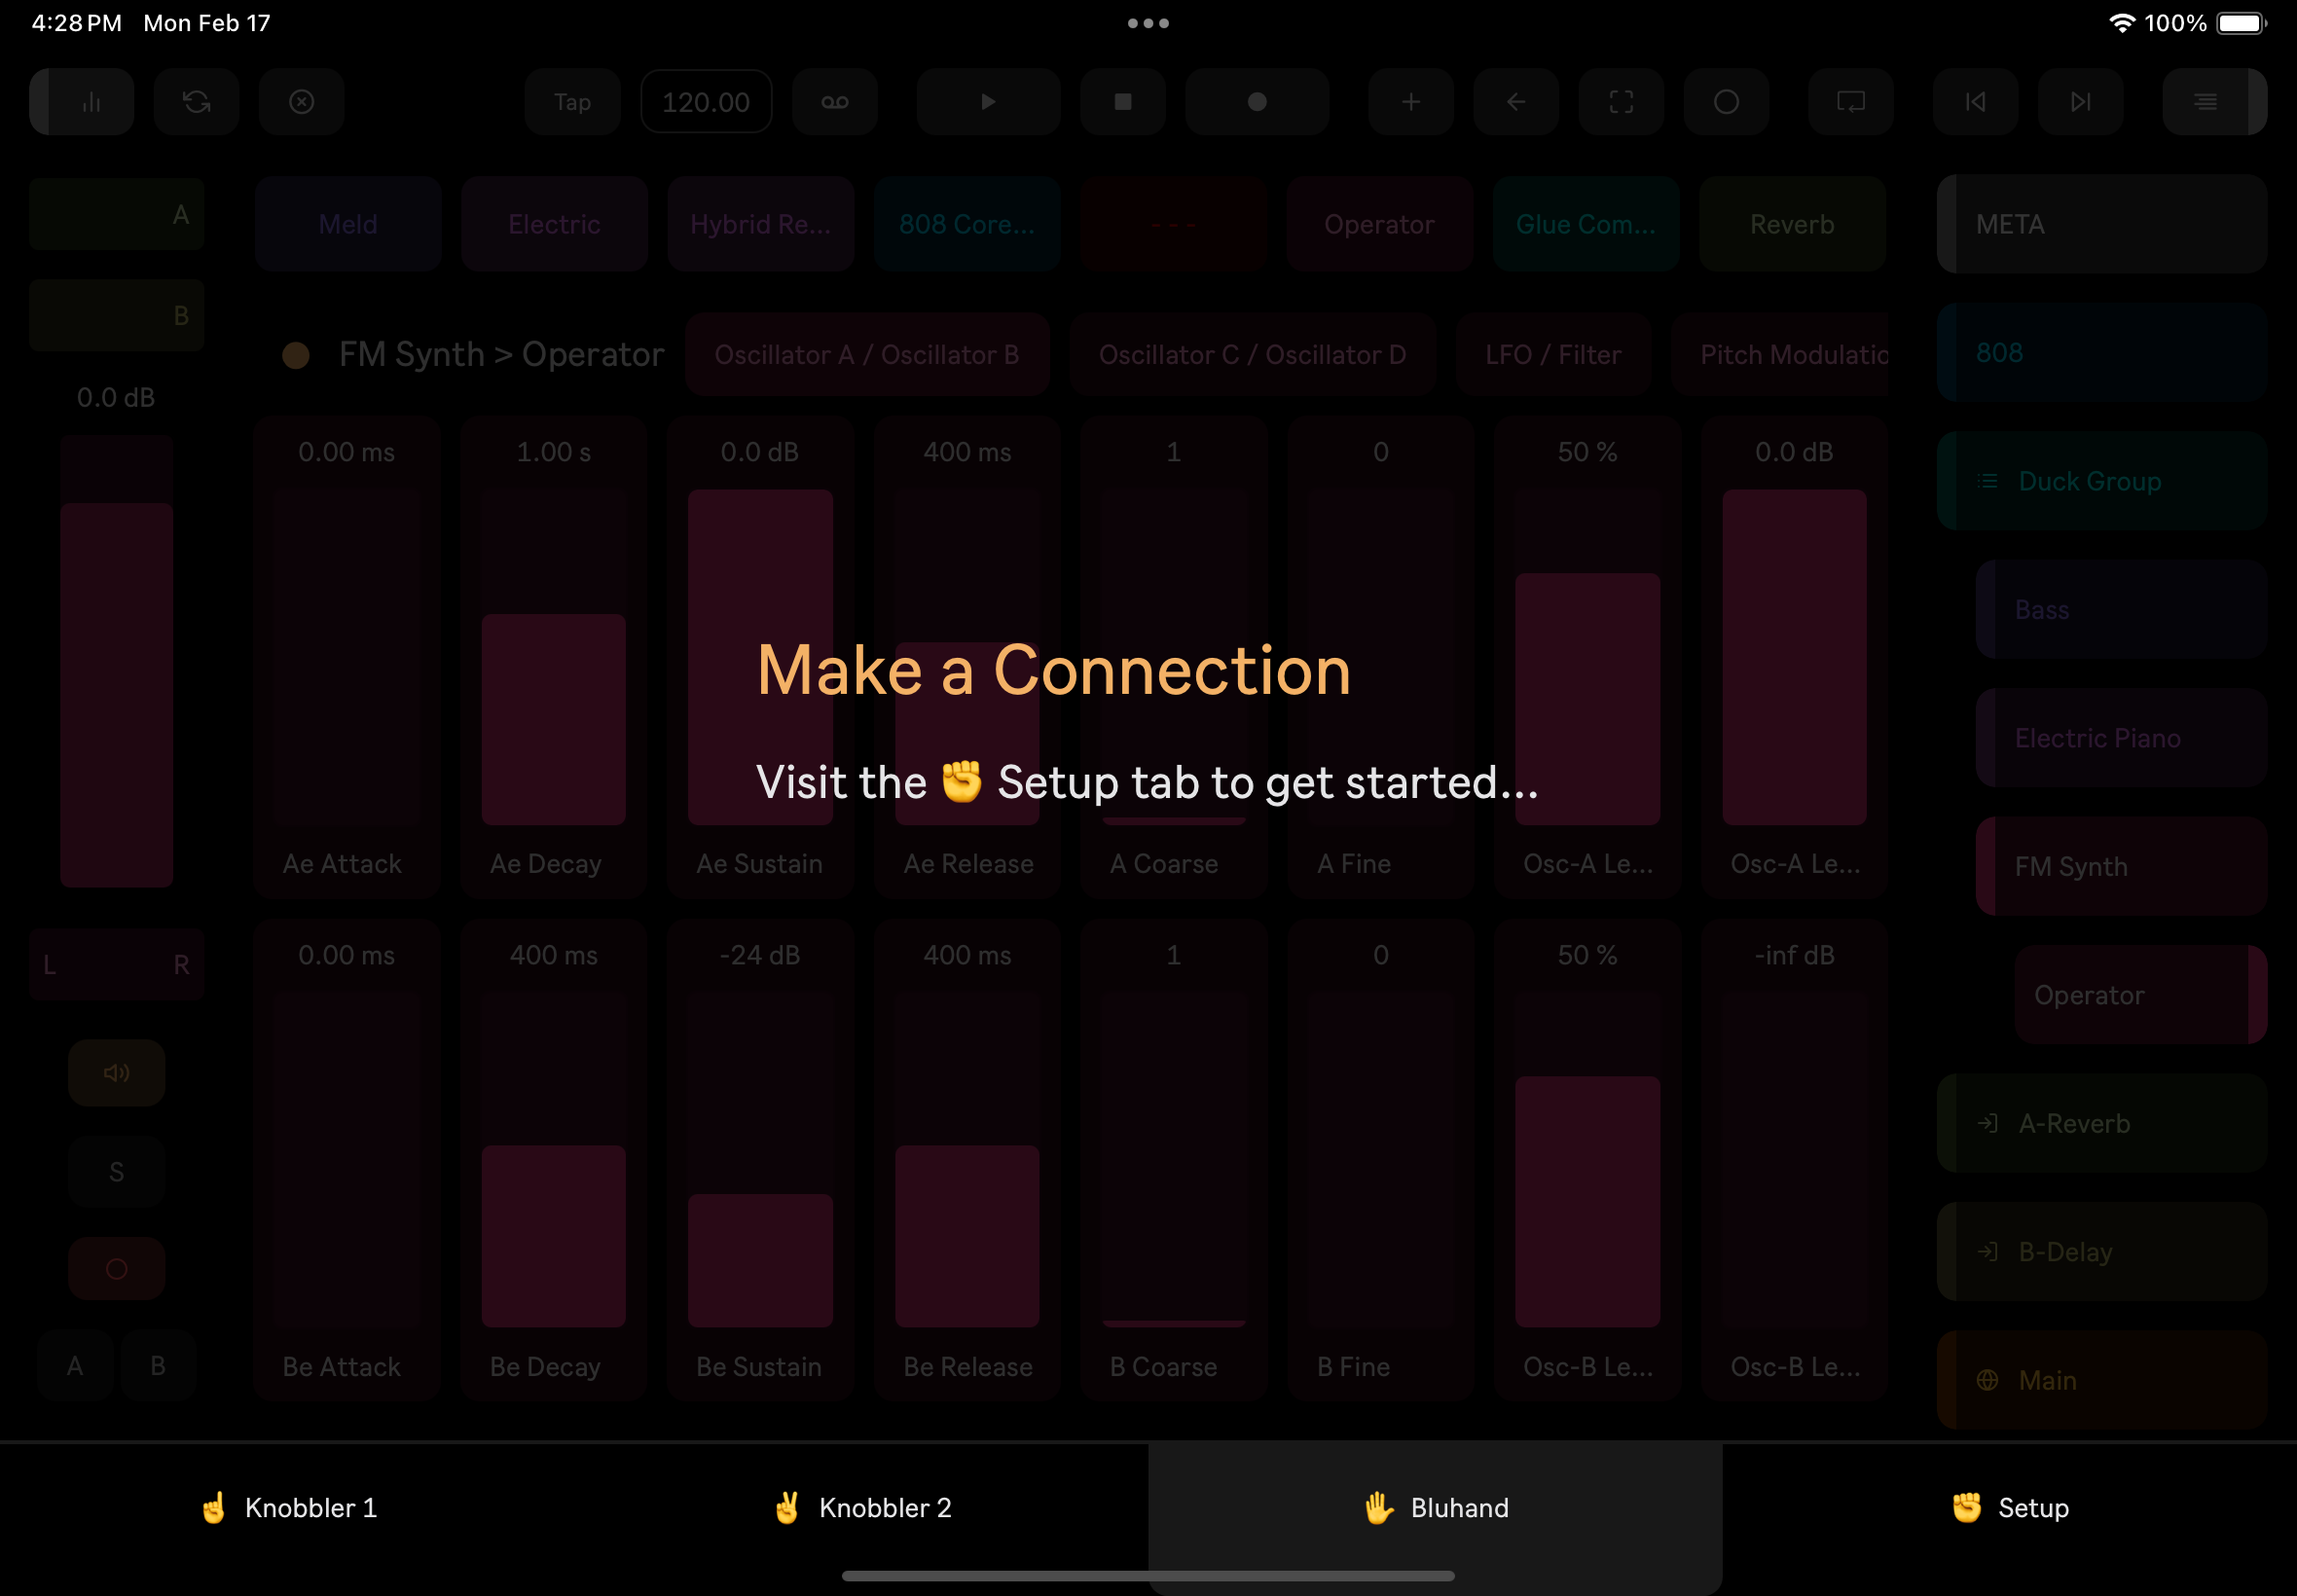 4:28 PM Mon Feb 17
100%
Tap
120.00
A
B
0.0 dB
L R
S
A B
Meld
Electric
Hybrid Re...
808 Core...
- - -
Operator
Glue Com...
Reverb
FM Synth > Operator
Oscillator A / Oscillator B
Oscillator C / Oscillator D
LFO / Filter
Pitch Modulatio
0.00 ms
1.00 s
0.0 dB
400 ms
1
0
50 %
0.0 dB
Make a Connection
Visit the ✊ Setup tab to get started...
Ae Attack
Ae Decay
Ae Sustain
Ae Release
A Coarse
A Fine
Osc-A Le...
Osc-A Le...
0.00 ms
400 ms
-24 dB
400 ms
1
0
50 %
-inf dB
Be Attack
Be Decay
Be Sustain
Be Release
B Coarse
B Fine
Osc-B Le...
Osc-B Le...
META
808
Duck Group
Bass
Electric Piano
FM Synth
Operator
A-Reverb
B-Delay
Main
☝️ Knobbler 1
✌️ Knobbler 2
🖐 Bluhand
✊ Setup